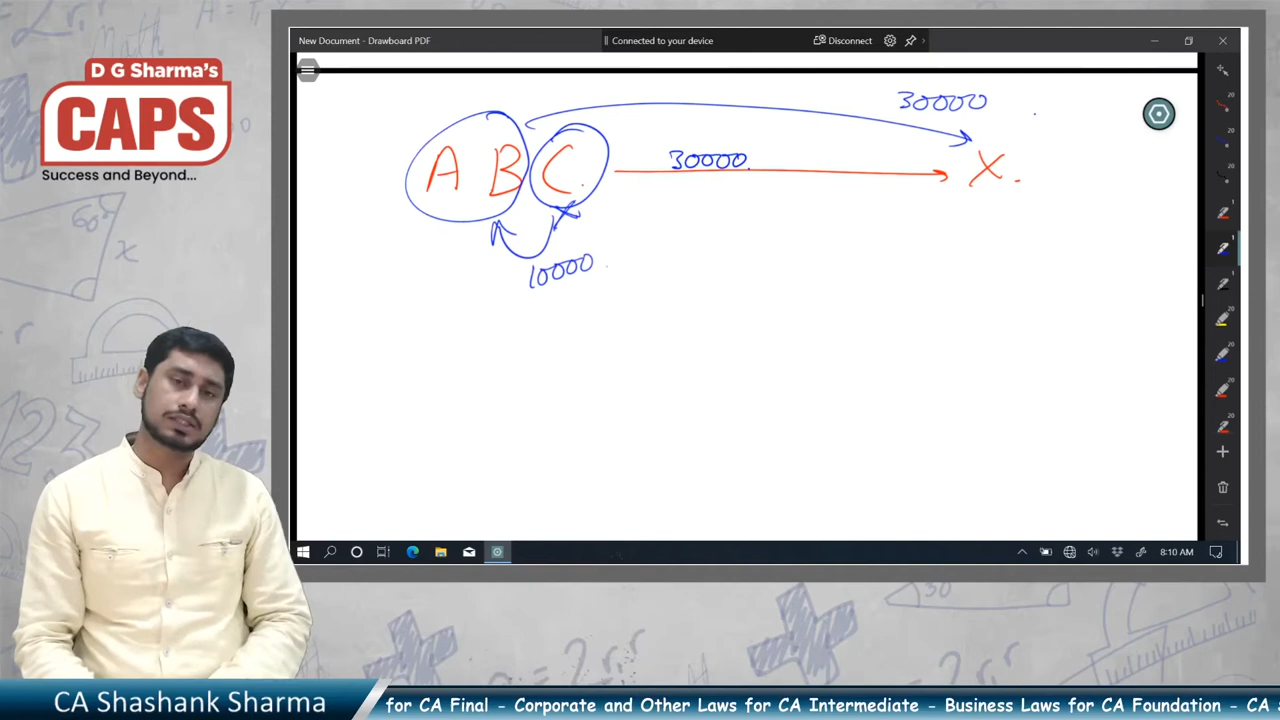 D G Sharma's
CAPS
Success and Beyond...
New Document - Drawboard PDF
Connected to your device
Disconnect
30000
A B C 30000 X.
10000
8:10 AM
CA Shashank Sharma
for CA Final - Corporate and Other Laws for CA Intermediate - Business Laws for CA Foundation - CA